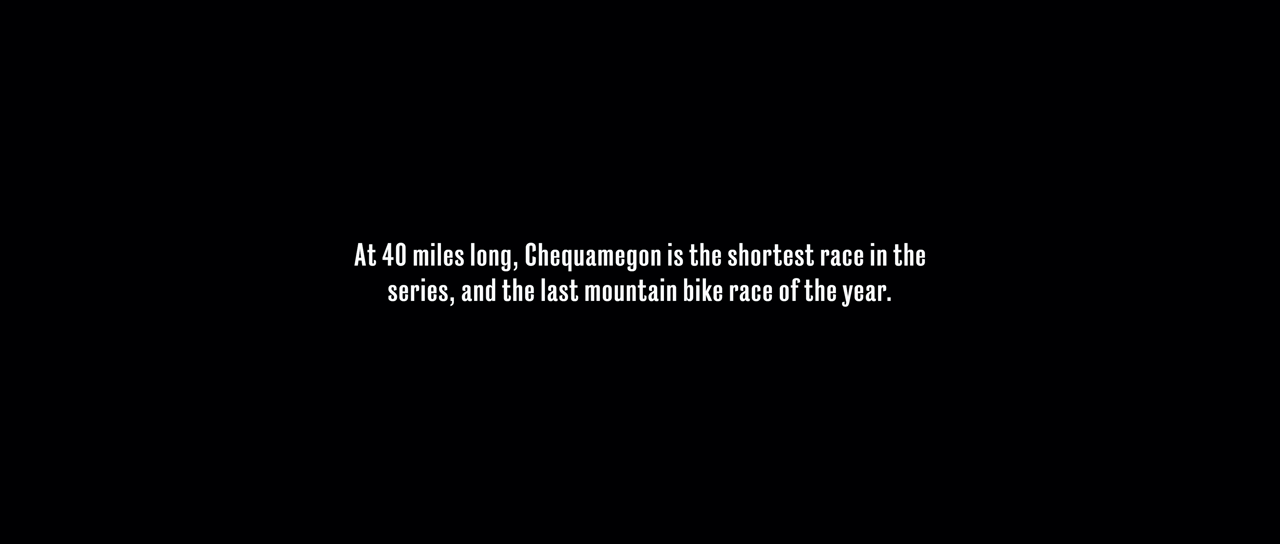 At 40 miles long, Chequamegon is the shortest race in the
series, and the last mountain bike race of the year.